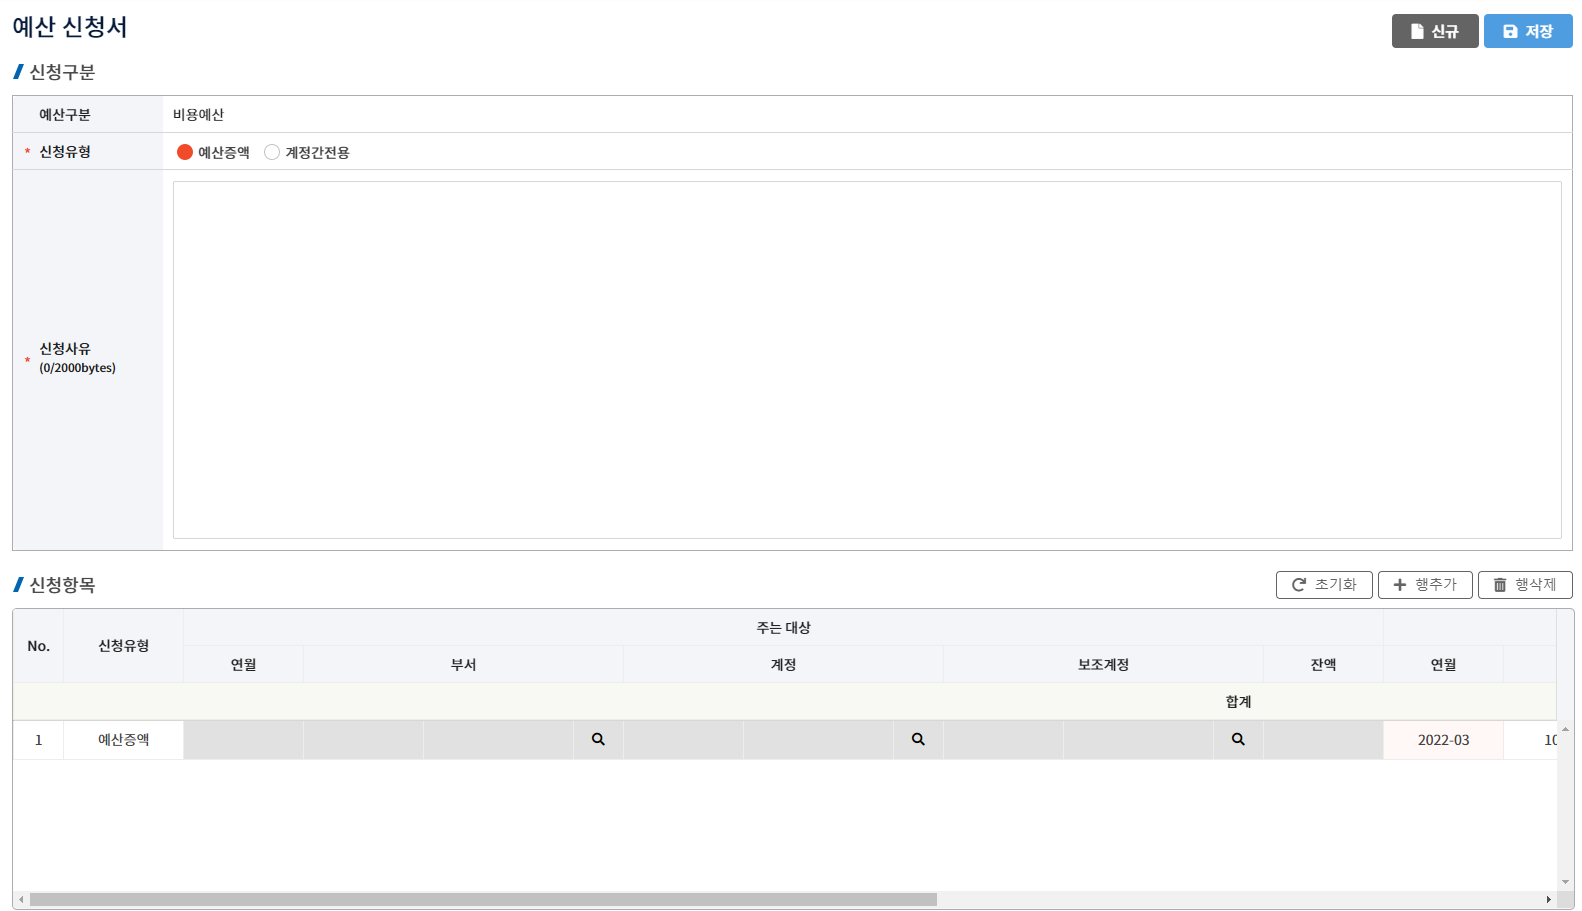 예산 신청서
신규
저장
신청구분
예산구분
비용예산
* 신청유형
예산증액
계정간전용
* 신청사유
(0/2000bytes)
신청항목
초기화
행추가
행삭제
No.
신청유형
주는 대상
연월
부서
계정
보조계정
잔액
연월
합계
1
예산증액
2022-03
10